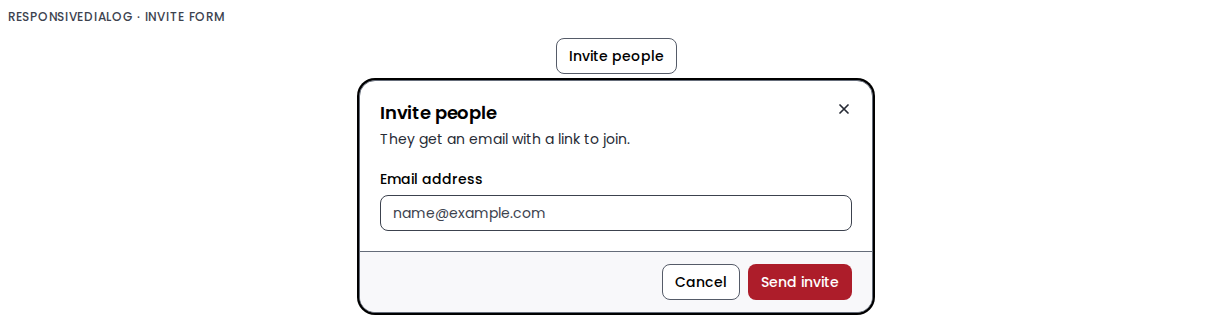 RESPONSIVEDIALOG · INVITE FORM
Invite people
Invite people
They get an email with a link to join.
Email address
name@example.com
Cancel
Send invite